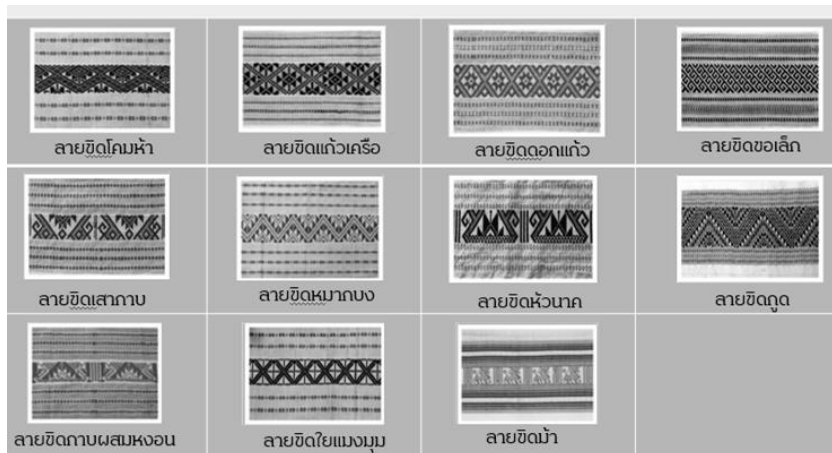 ลายขิดโคมห้า
ลายขิดแก้วเครือ
ลายขิดดอกแก้ว
ลายขิดขอเล็ก
ลายขิดเสากาบ
ลายขิดหมากบง
ลายขิดหัวนาค
ลายขิดกูด
ลายขิดกาบผสมหงอน
ลายขิดใยแมงมุม
ลายขิดม้า